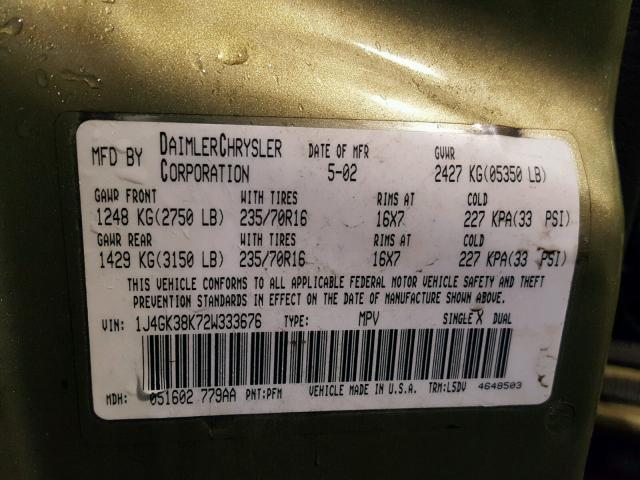 MFD BY DAIMLERCHRYSLER CORPORATION DATE OF MFR 5-02 GVWR 2427 KG(05350 LB)
GAWR FRONT WITH TIRES RIMS AT COLD
1248 KG(2750 LB) 235/70R16 16X7 227 KPA(33 PSI)
GAWR REAR WITH TIRES RIMS AT COLD
1429 KG(3150 LB) 235/70R16 16X7 227 KPA(33 PSI)
THIS VEHICLE CONFORMS TO ALL APPLICABLE FEDERAL MOTOR VEHICLE SAFETY AND THEFT
PREVENTION STANDARDS IN EFFECT ON THE DATE OF MANUFACTURE SHOWN ABOVE.
VIN: 1J4GK38K72W333676 TYPE: MPV SINGLE X DUAL
MDH: 051602 779AA PNT:PFM VEHICLE MADE IN U.S.A. TRM:L5DV 4648503